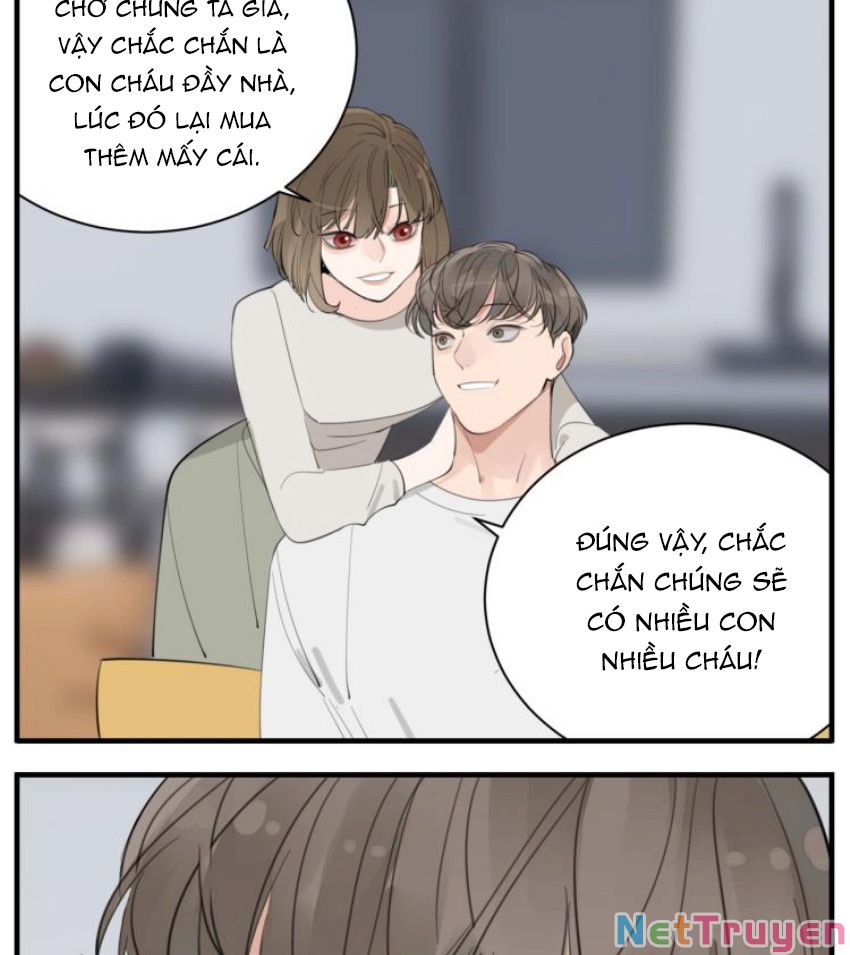 CHỜ CHÚNG TA GIÀ,
VẬY CHẮC CHẮN LÀ
CON CHÁU ĐẦY NHÀ,
LÚC ĐÓ LẠI MUA
THÊM MẤY CÁI.
ĐÚNG VẬY, CHẮC
CHẮN CHÚNG SẼ
CÓ NHIỀU CON
NHIỀU CHÁU!
NetTruyen